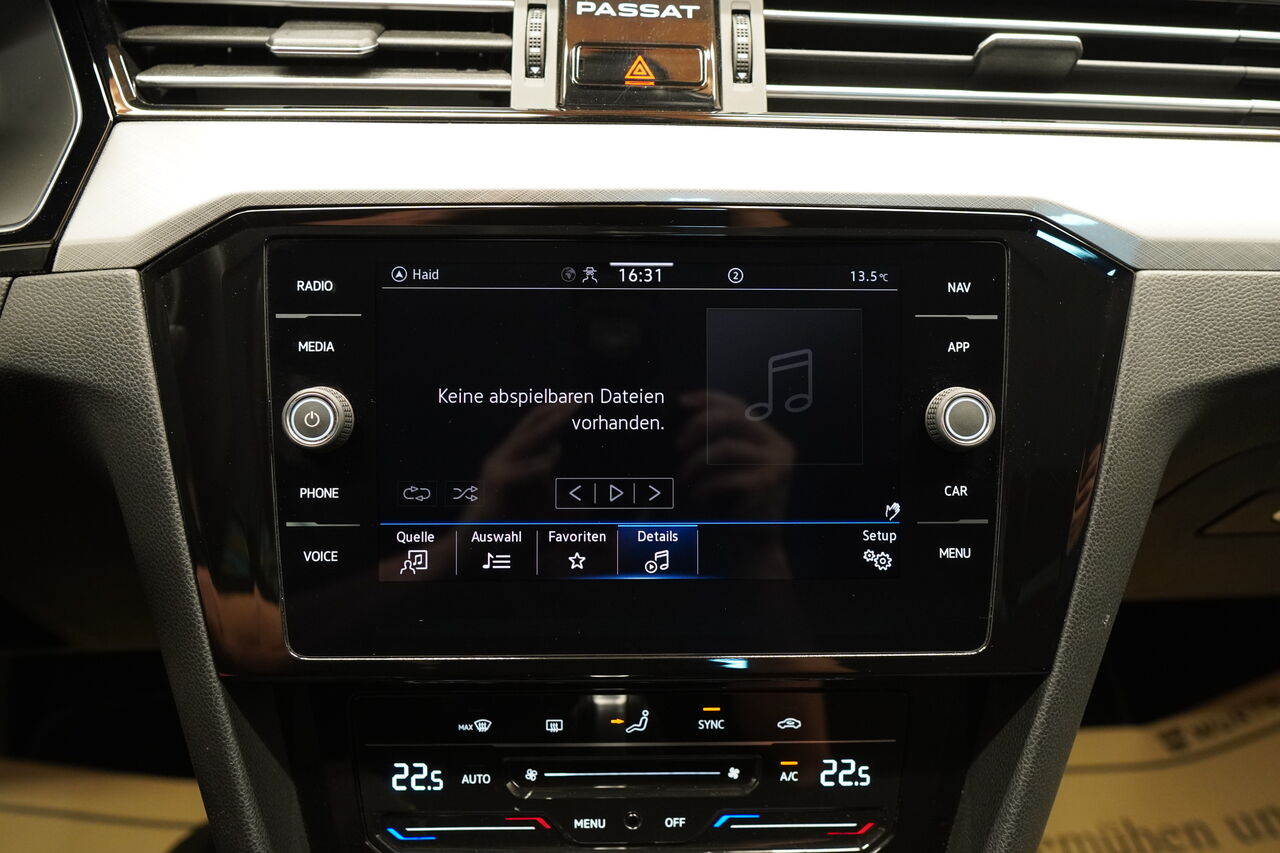 PASSAT
RADIO
MEDIA
PHONE
VOICE
Haid
16:31
2
13.5°C
Keine abspielbaren Dateien
vorhanden.
Quelle
Auswahl
Favoriten
Details
Setup
NAV
APP
CAR
MENU
MAX
SYNC
22.5
AUTO
A/C
22.5
MENU
OFF